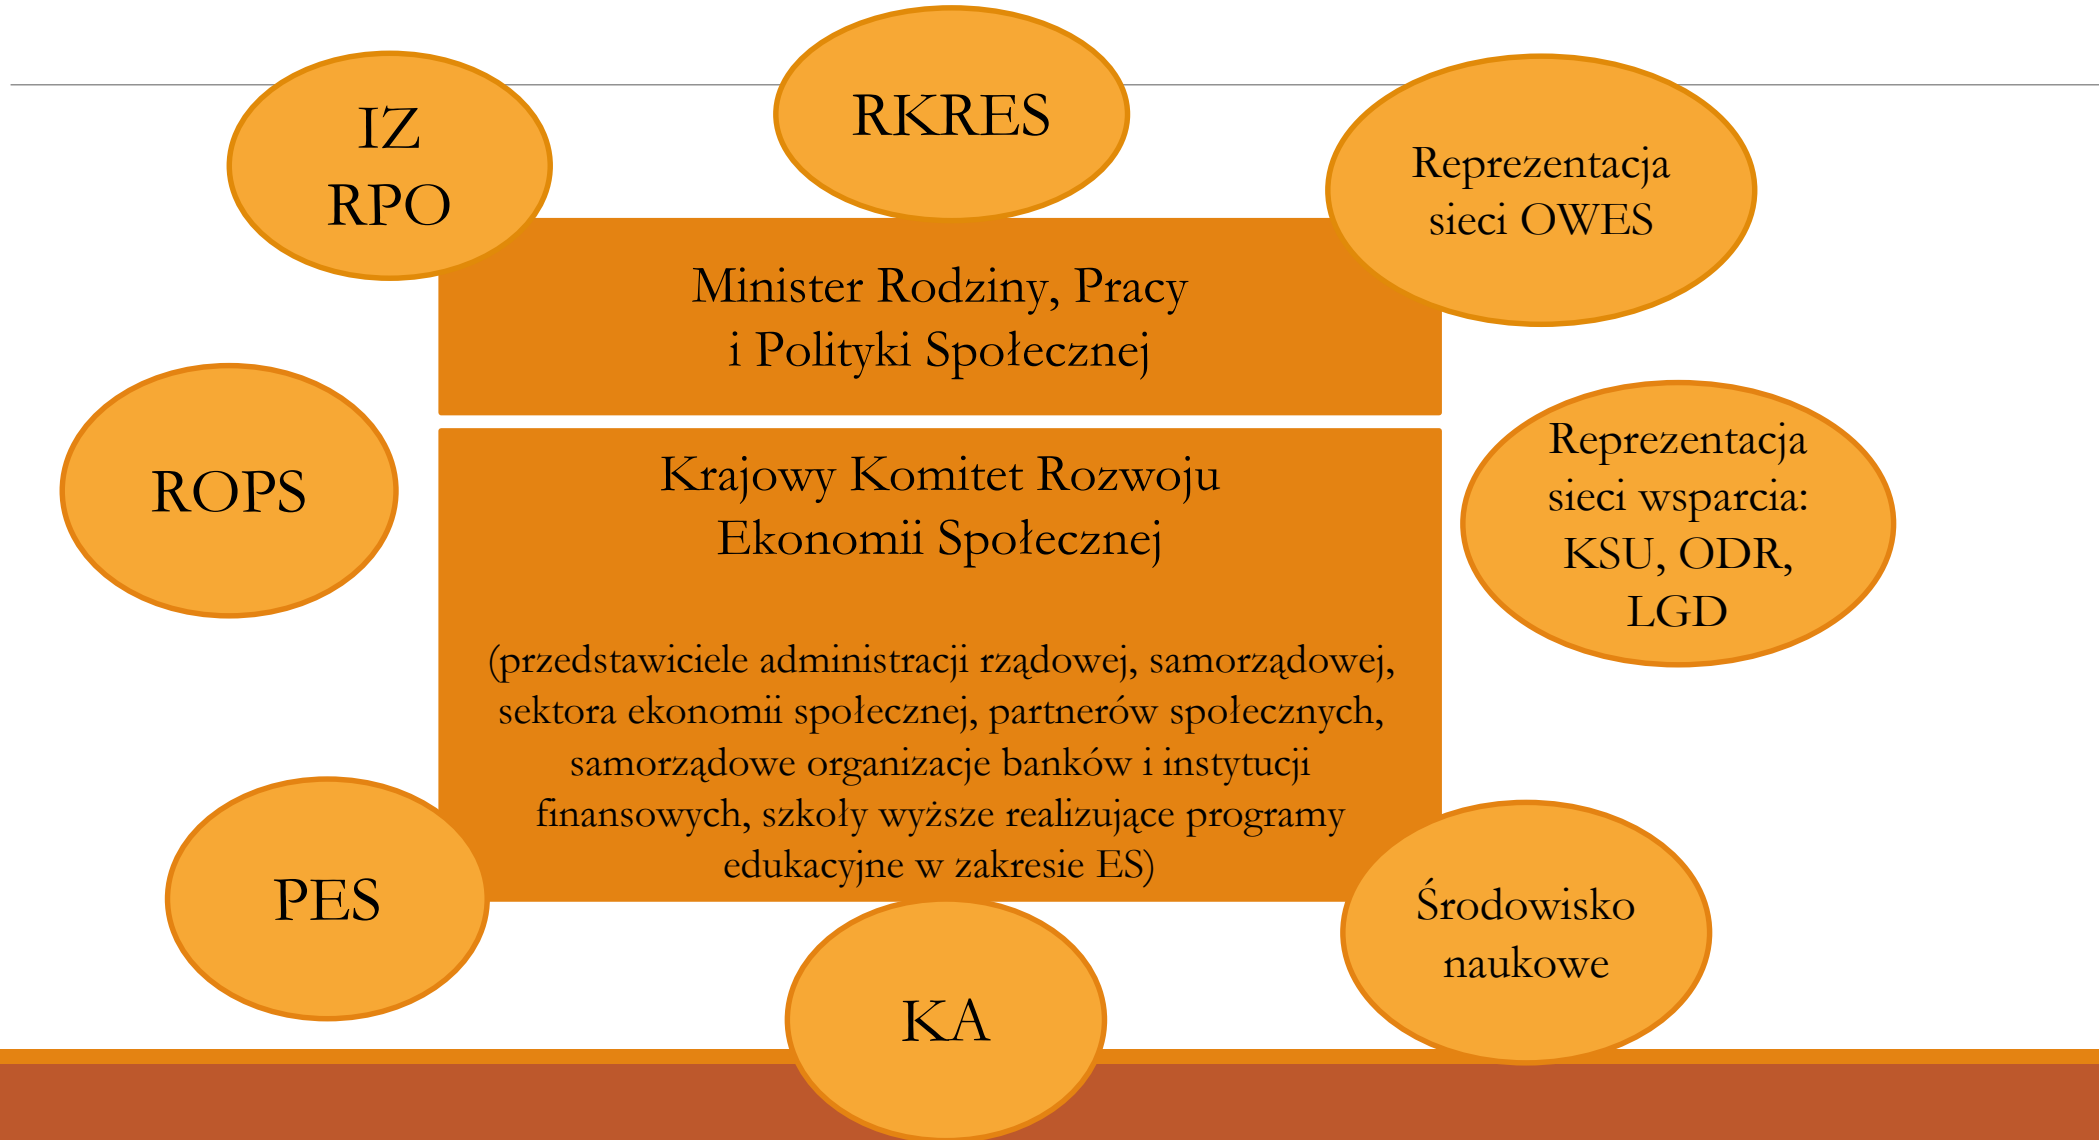 IZ
RPO
RKRES
Reprezentacja
sieci OWES
Minister Rodziny, Pracy
i Polityki Społecznej
ROPS
Krajowy Komitet Rozwoju
Ekonomii Społecznej
(przedstawiciele administracji rządowej, samorządowej,
sektora ekonomii społecznej, partnerów społecznych,
samorządowe organizacje banków i instytucji
finansowych, szkoły wyższe realizujące programy
edukacyjne w zakresie ES)
Reprezentacja
sieci wsparcia:
KSU, ODR,
LGD
PES
KA
Środowisko
naukowe